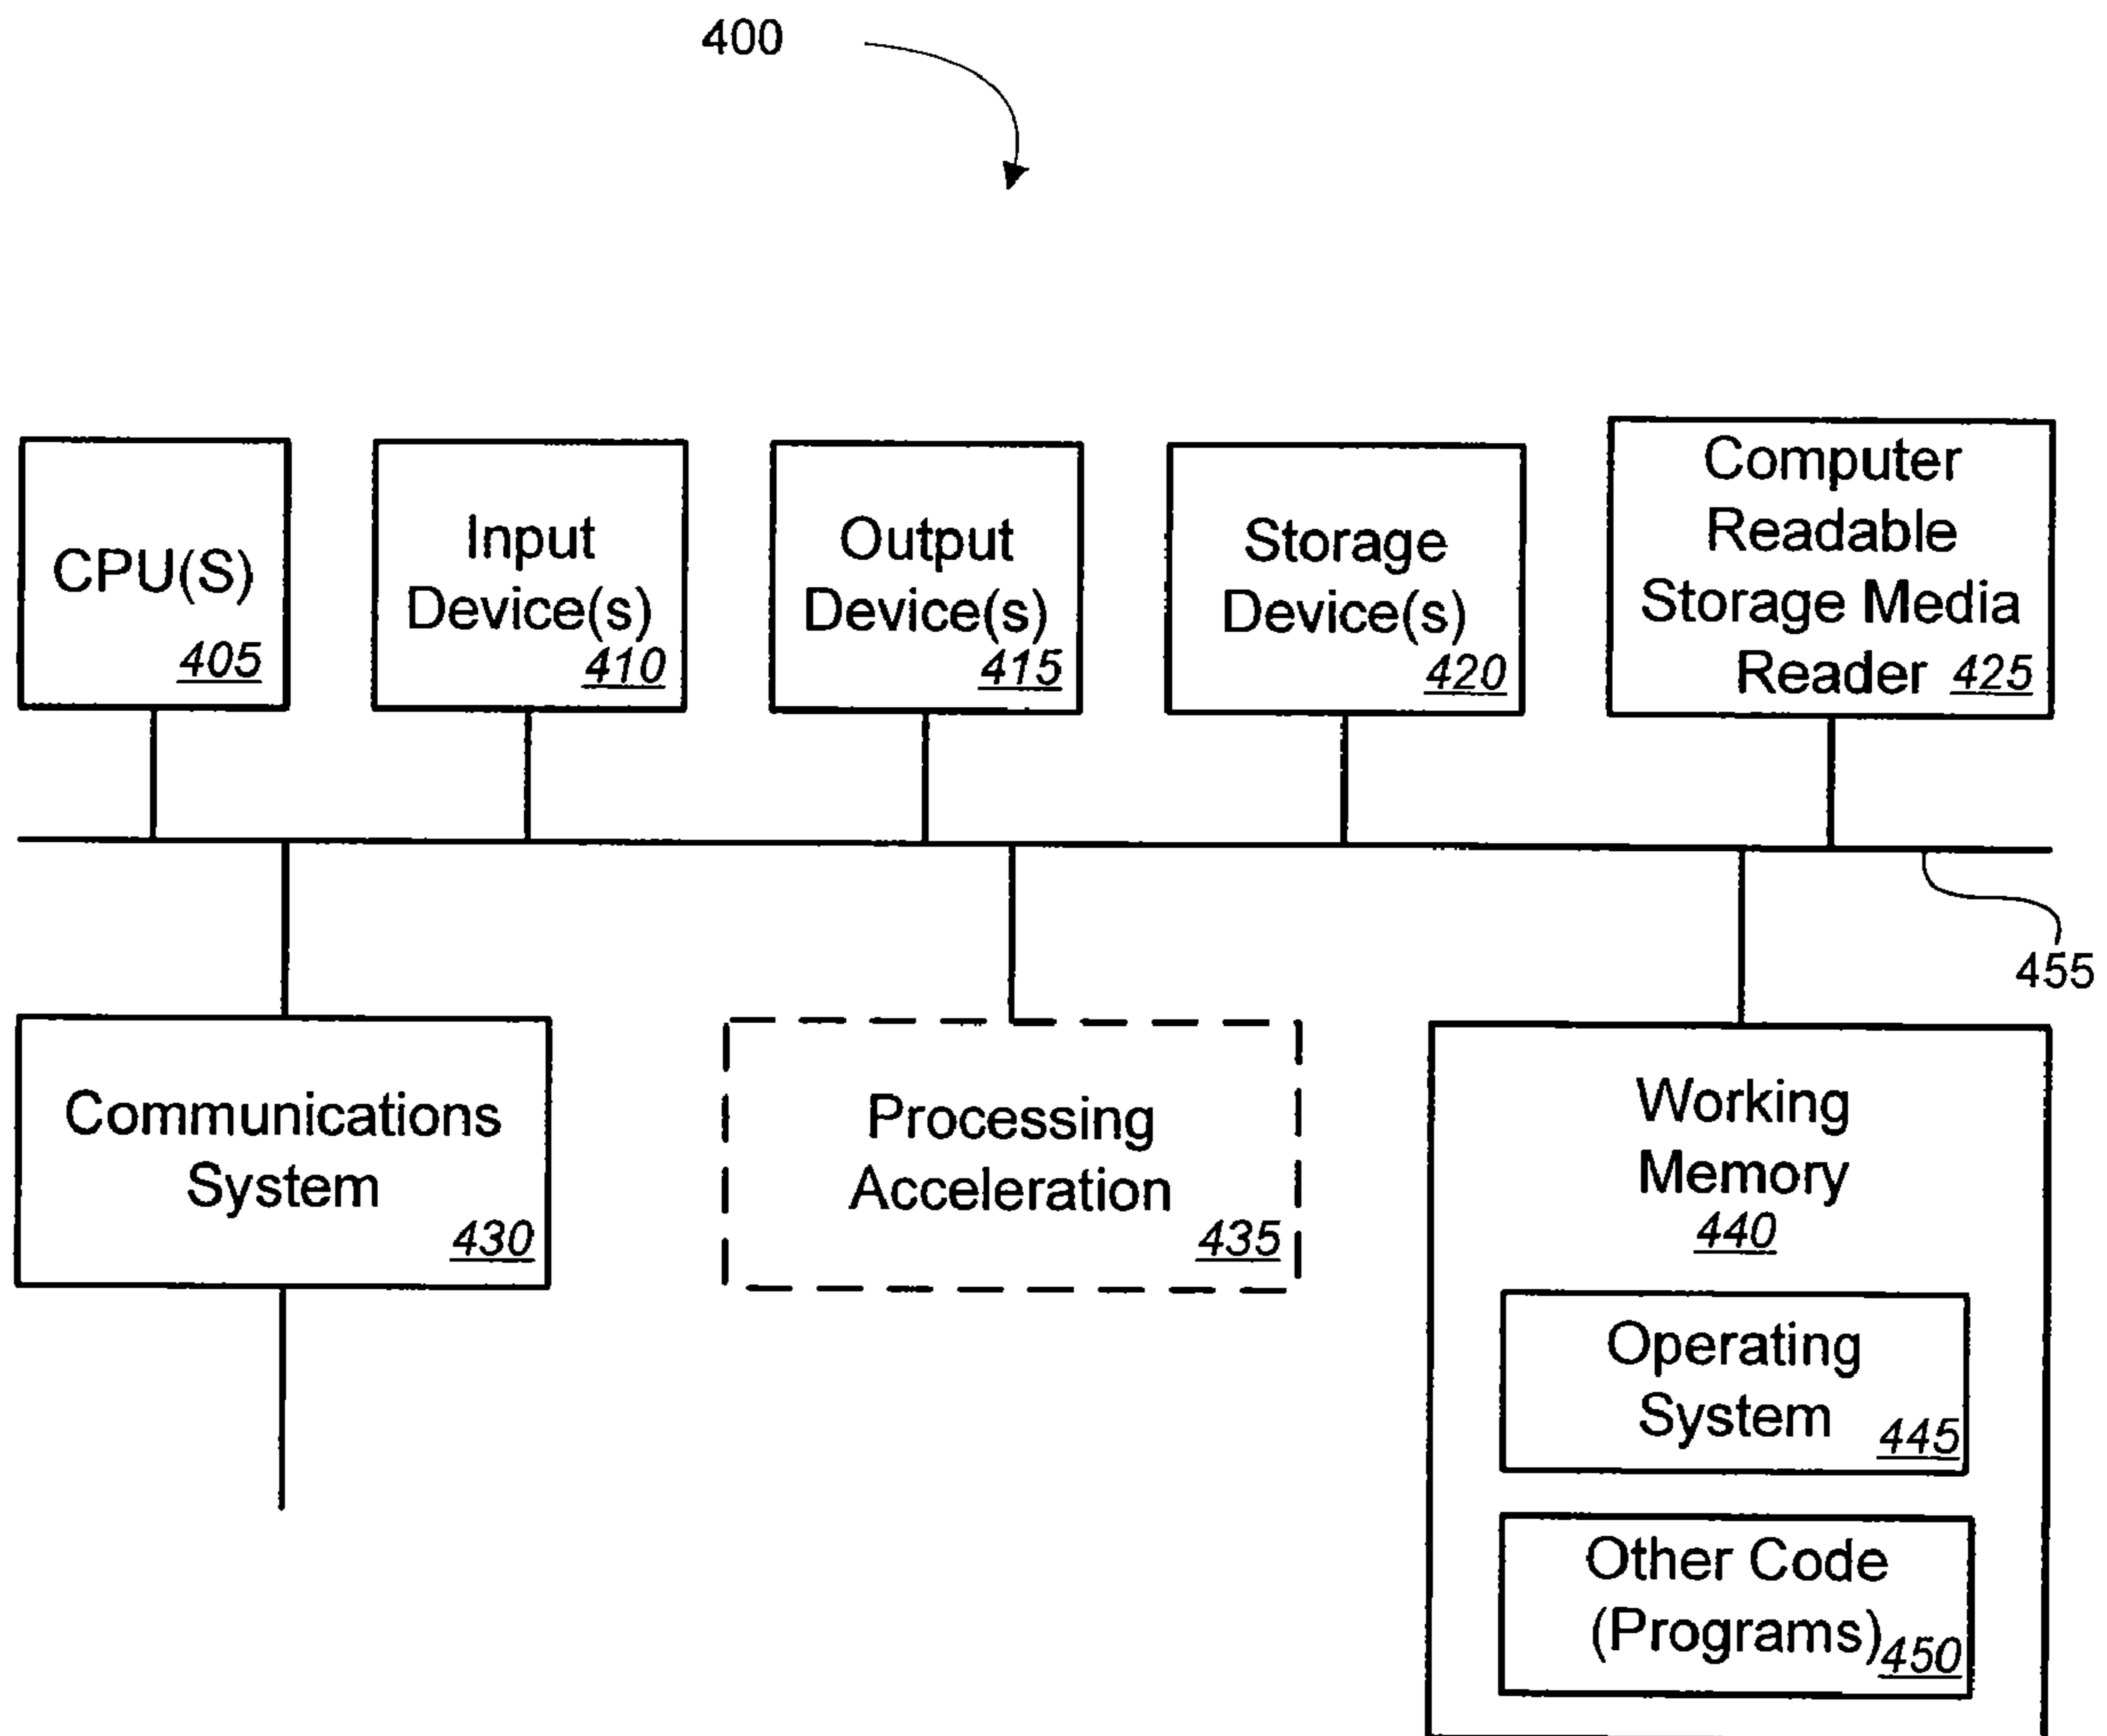 400
CPU(S)
405
Input
Device(s)
410
Output
Device(s)
415
Storage
Device(s)
420
Computer
Readable
Storage Media
Reader 425
455
Communications
System
430
Processing
Acceleration
435
Working
Memory
440
Operating
System
445
Other Code
(Programs)
450